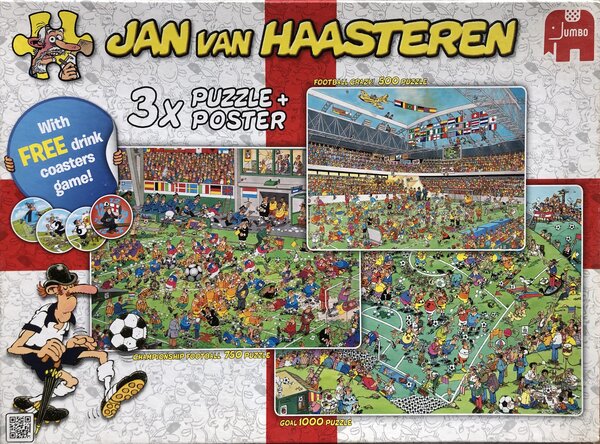 JAN VAN HAASTEREN
Jumbo
3x PUZZLE +
POSTER
With
FREE drink
coasters
game!
FOOTBALL CRAZE! 500 PUZZLE
CHAMPIONSHIP FOOTBALL 750 PUZZLE
GOAL 1000 PUZZLE